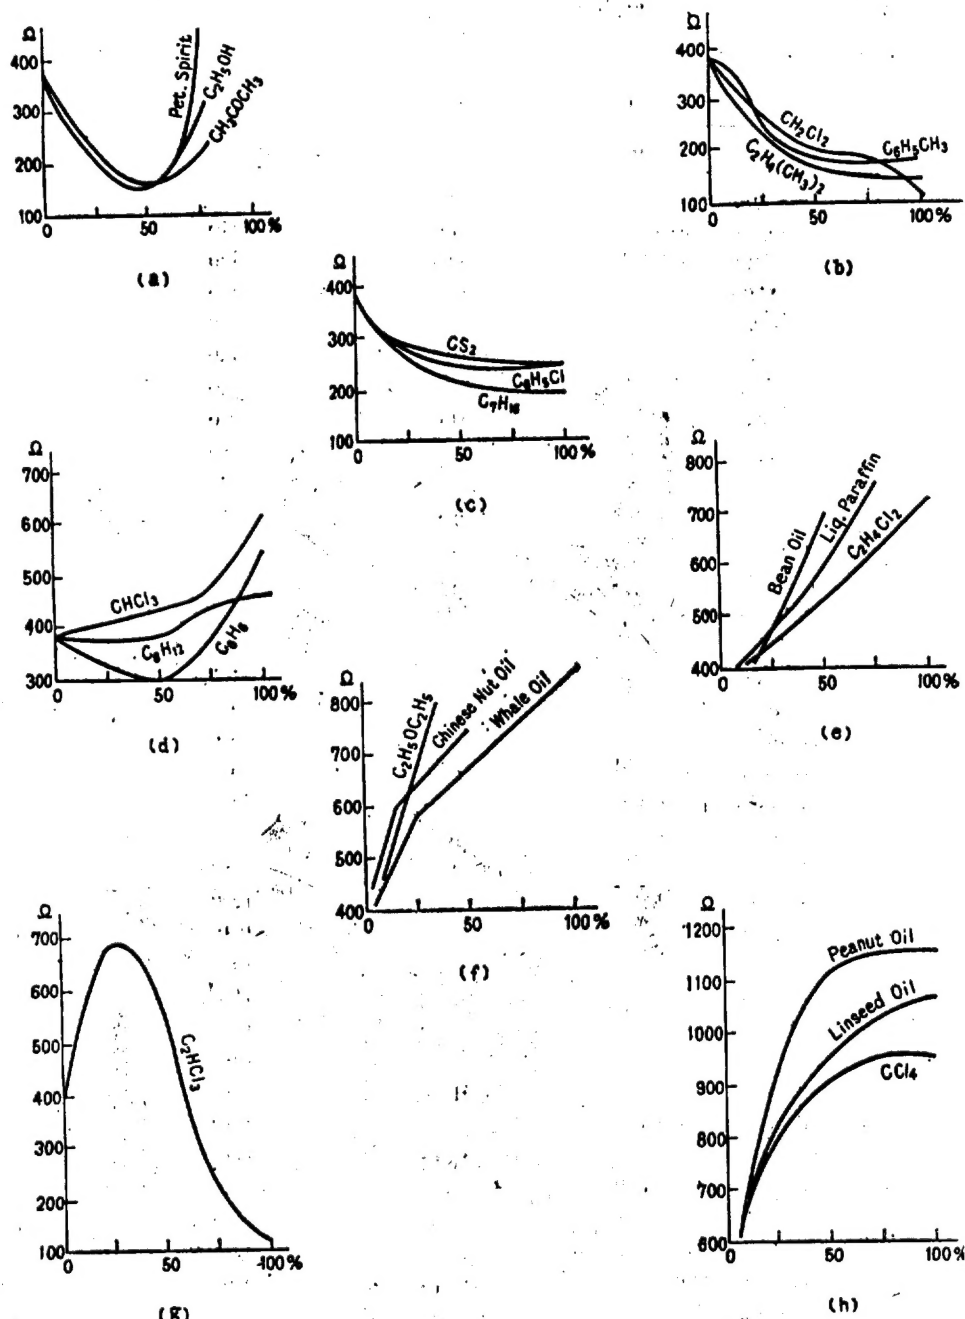 Ω
400
300
200
100
0
50
100%
Pet. Spirit
C2H5OH
CH3COCH3
(a)
Ω
400
300
200
100
0
50
100%
CH2Cl2
C6H5CH3
C2H4(CH3)2
(b)
Ω
400
300
200
100
0
50
100%
CS2
C6H5Cl
C7H16
(c)
Ω
700
600
500
400
300
0
50
100%
CHCl3
C6H12
C6H6
(d)
Ω
800
700
600
500
400
0
50
100%
Bean Oil
Liq. Paraffin
C2H4Cl2
(e)
Ω
800
700
600
500
400
0
50
100%
C2H5OC2H5
Chinese Nut Oil
Whale Oil
(f)
Ω
700
600
500
400
300
200
100
0
50
100%
C2HCl3
(g)
Ω
1200
1100
1000
900
800
700
600
0
50
100%
Peanut Oil
Linseed Oil
CCl4
(h)